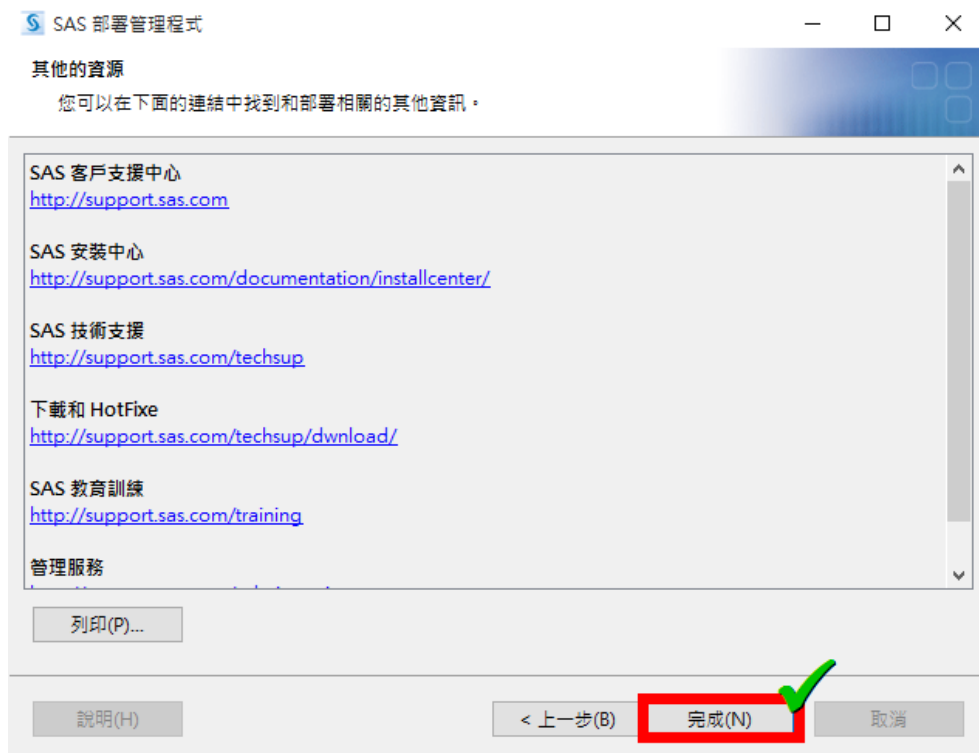 SAS 部署管理程式
其他的資源
您可以在下面的連結中找到和部署相關的其他資訊。
SAS 客戶支援中心
http://support.sas.com
SAS 安裝中心
http://support.sas.com/documentation/installcenter/
SAS 技術支援
http://support.sas.com/techsup
下載和 HotFixe
http://support.sas.com/techsup/dwnload/
SAS 教育訓練
http://support.sas.com/training
管理服務
列印(P)...
說明(H)
< 上一步(B)
完成(N)
取消